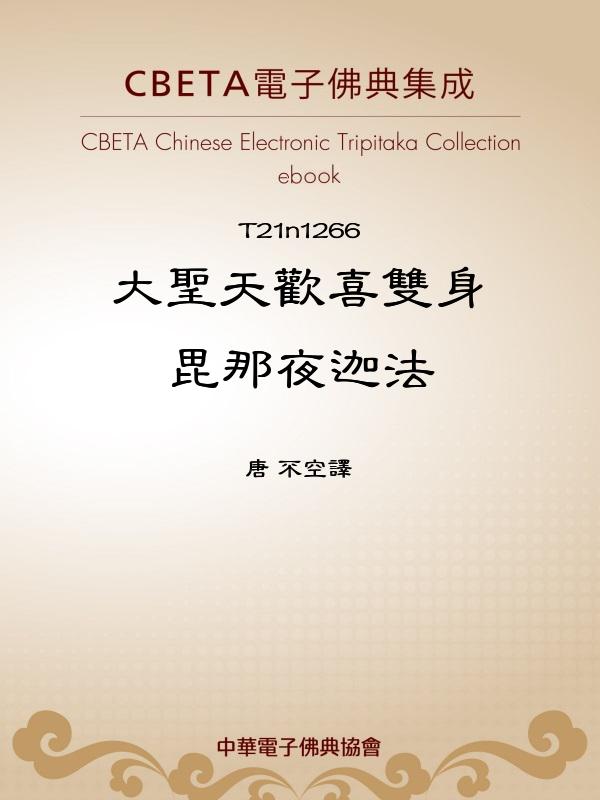 CBETA電子佛典集成
CBETA Chinese Electronic Tripitaka Collection
ebook
T21n1266
大聖天歡喜雙身
毘那夜迦法
唐 不空譯
中華電子佛典協會